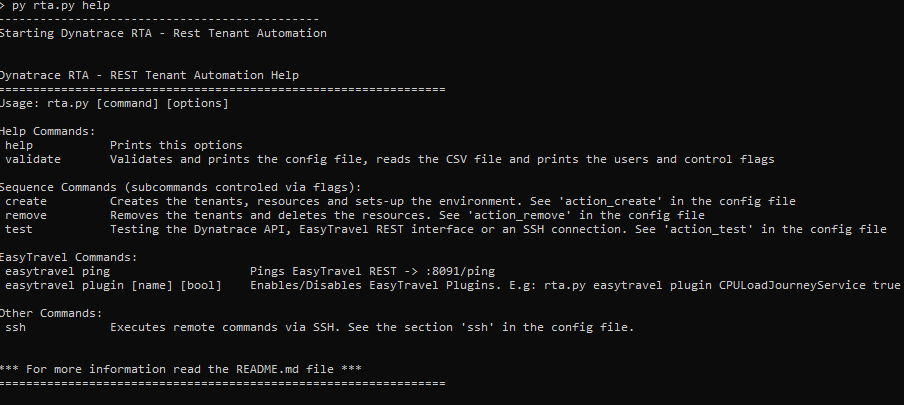 > py rta.py help
----------------------------------------------
Starting Dynatrace RTA - Rest Tenant Automation
Dynatrace RTA - REST Tenant Automation Help
================================================================
Usage: rta.py [command] [options]
Help Commands:
help Prints this options
validate Validates and prints the config file, reads the CSV file and prints the users and control flags
Sequence Commands (subcommands controled via flags):
create Creates the tenants, resources and sets-up the environment. See 'action_create' in the config file
remove Removes the tenants and deletes the resources. See 'action_remove' in the config file
test Testing the Dynatrace API, EasyTravel REST interface or an SSH connection. See 'action_test' in the config file
EasyTravel Commands:
easytravel ping Pings EasyTravel REST -> :8091/ping
easytravel plugin [name] [bool] Enables/Disables EasyTravel Plugins. E.g: rta.py easytravel plugin CPULoadJourneyService true
Other Commands:
ssh Executes remote commands via SSH. See the section 'ssh' in the config file.
*** For more information read the README.md file ***
================================================================